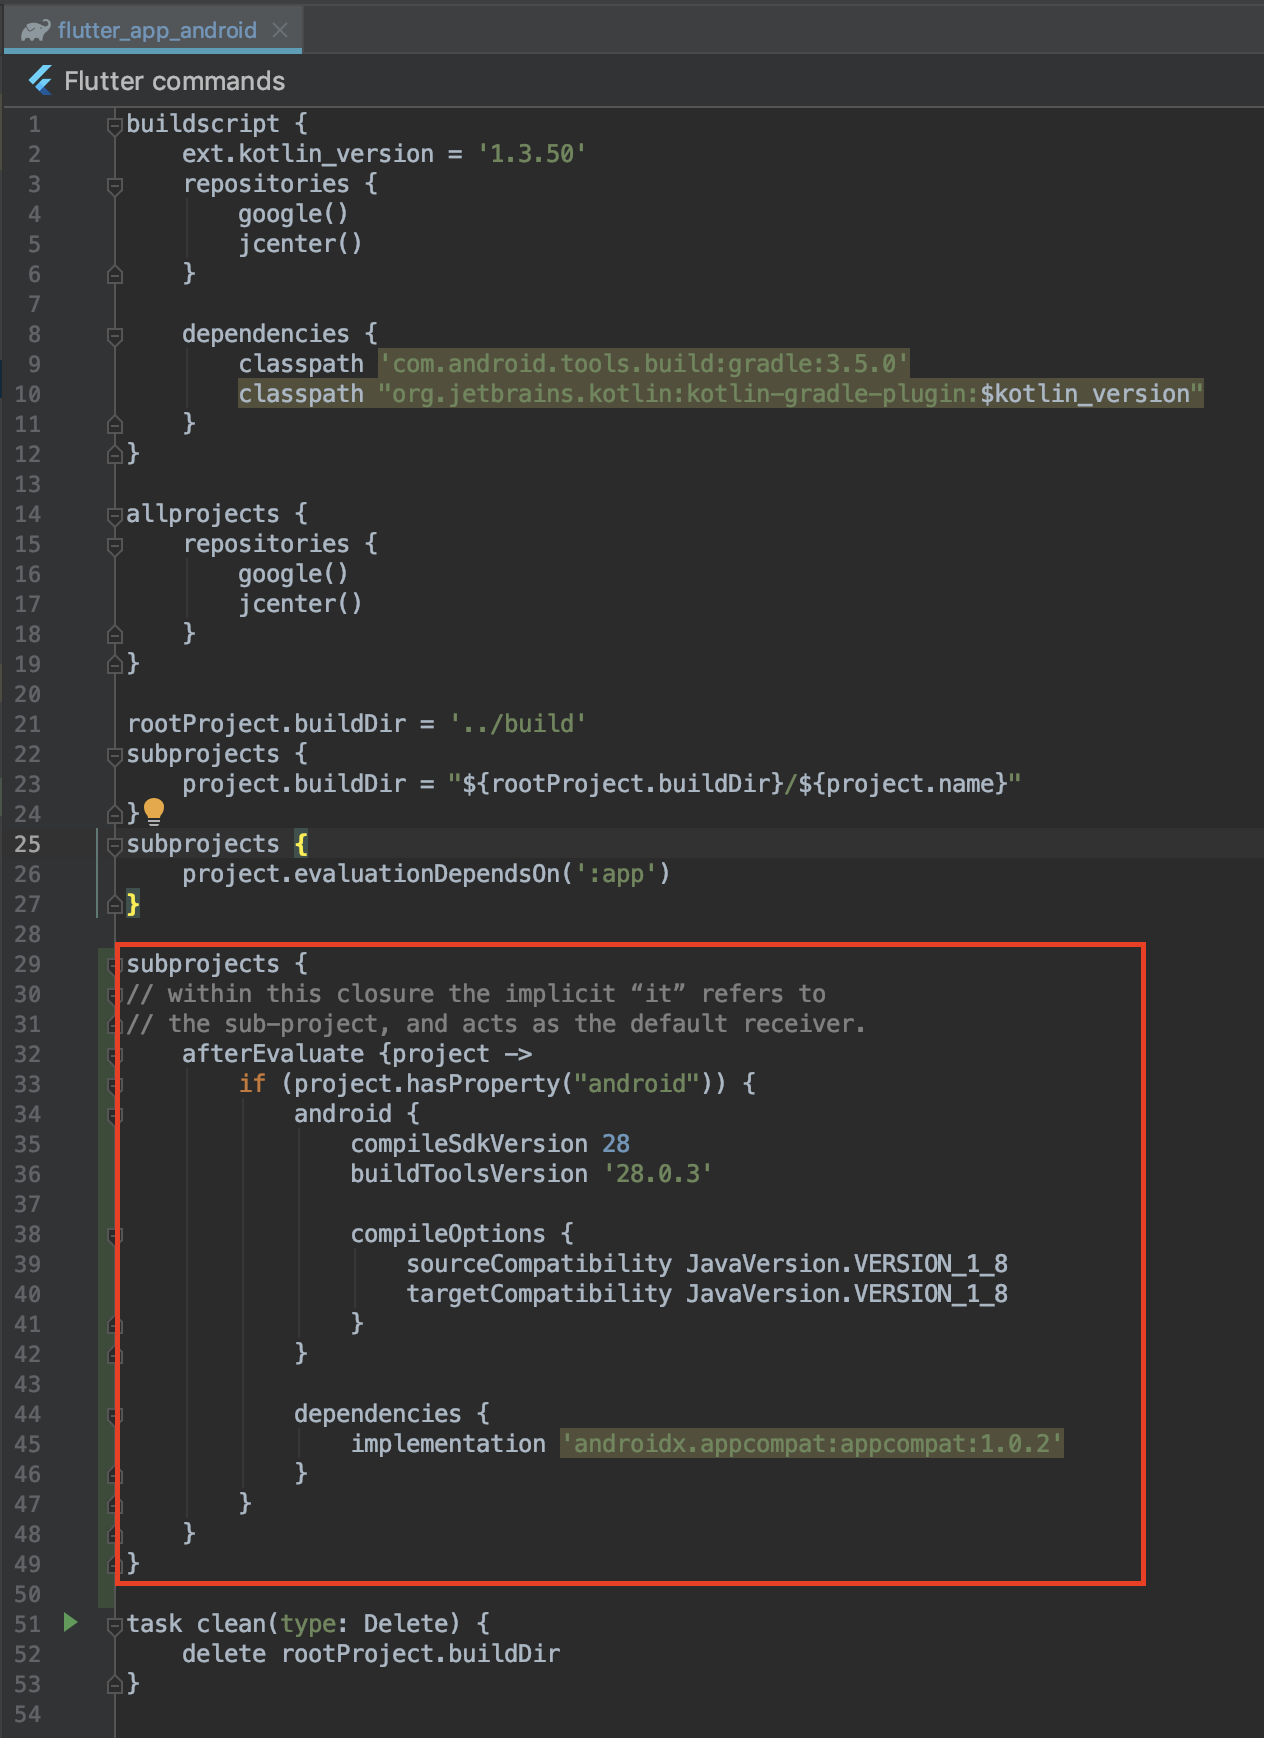 flutter_app_android
Flutter commands
1 buildscript {
2     ext.kotlin_version = '1.3.50'
3     repositories {
4         google()
5         jcenter()
6     }
7
8     dependencies {
9         classpath 'com.android.tools.build:gradle:3.5.0'
10         classpath "org.jetbrains.kotlin:kotlin-gradle-plugin:$kotlin_version"
11     }
12 }
13
14 allprojects {
15     repositories {
16         google()
17         jcenter()
18     }
19 }
20
21 rootProject.buildDir = '../build'
22 subprojects {
23     project.buildDir = "${rootProject.buildDir}/${project.name}"
24 }
25 subprojects {
26     project.evaluationDependsOn(':app')
27 }
28
29 subprojects {
30 // within this closure the implicit “it” refers to
31 // the sub-project, and acts as the default receiver.
32     afterEvaluate {project ->
33         if (project.hasProperty("android")) {
34             android {
35                 compileSdkVersion 28
36                 buildToolsVersion '28.0.3'
37
38                 compileOptions {
39                     sourceCompatibility JavaVersion.VERSION_1_8
40                     targetCompatibility JavaVersion.VERSION_1_8
41                 }
42             }
43
44             dependencies {
45                 implementation 'androidx.appcompat:appcompat:1.0.2'
46             }
47         }
48     }
49 }
50
51 task clean(type: Delete) {
52     delete rootProject.buildDir
53 }
54